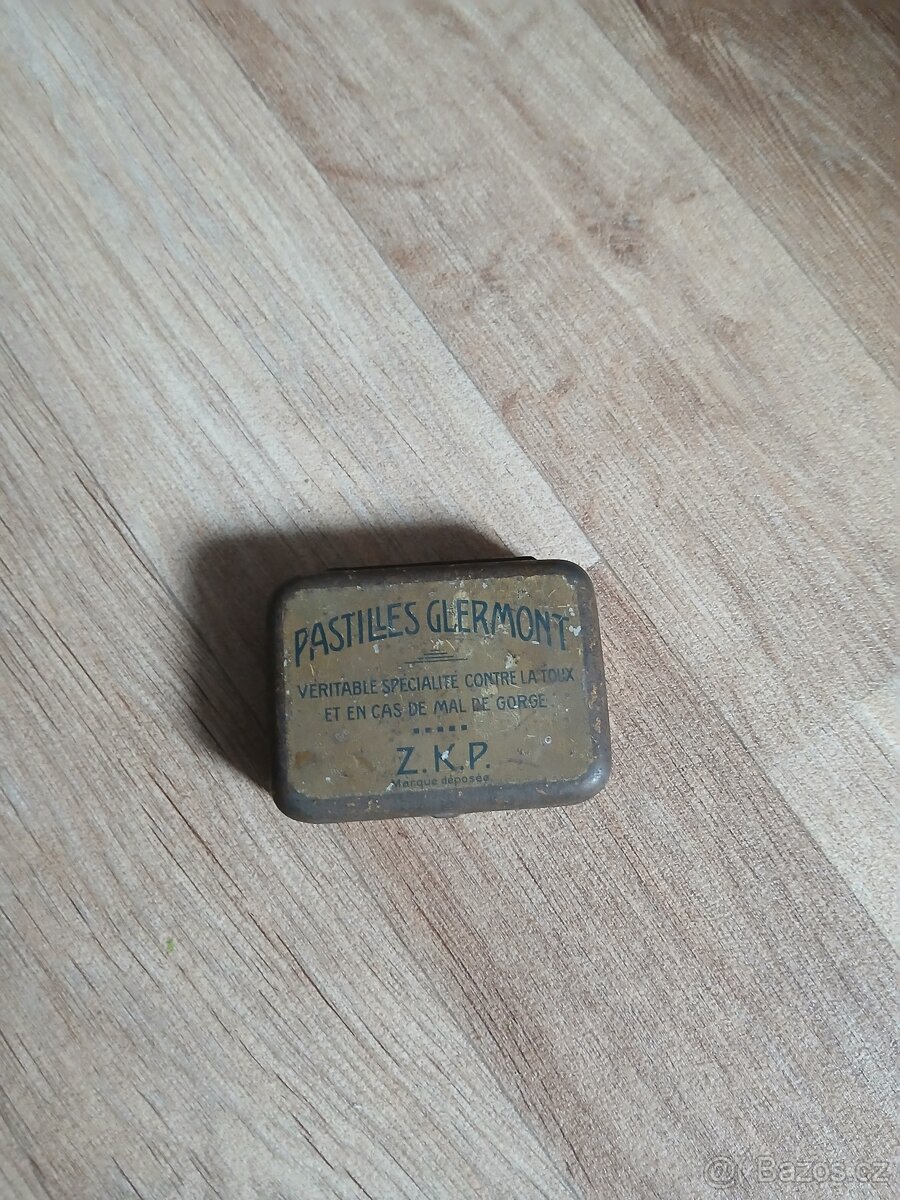 PASTILLES GLERMONT
VERITABLE SPECIALITE CONTRE LA TOUX
ET EN CAS DE MAL DE GORGE
Z.K.P.
Marque déposée
@ Bazos.cz